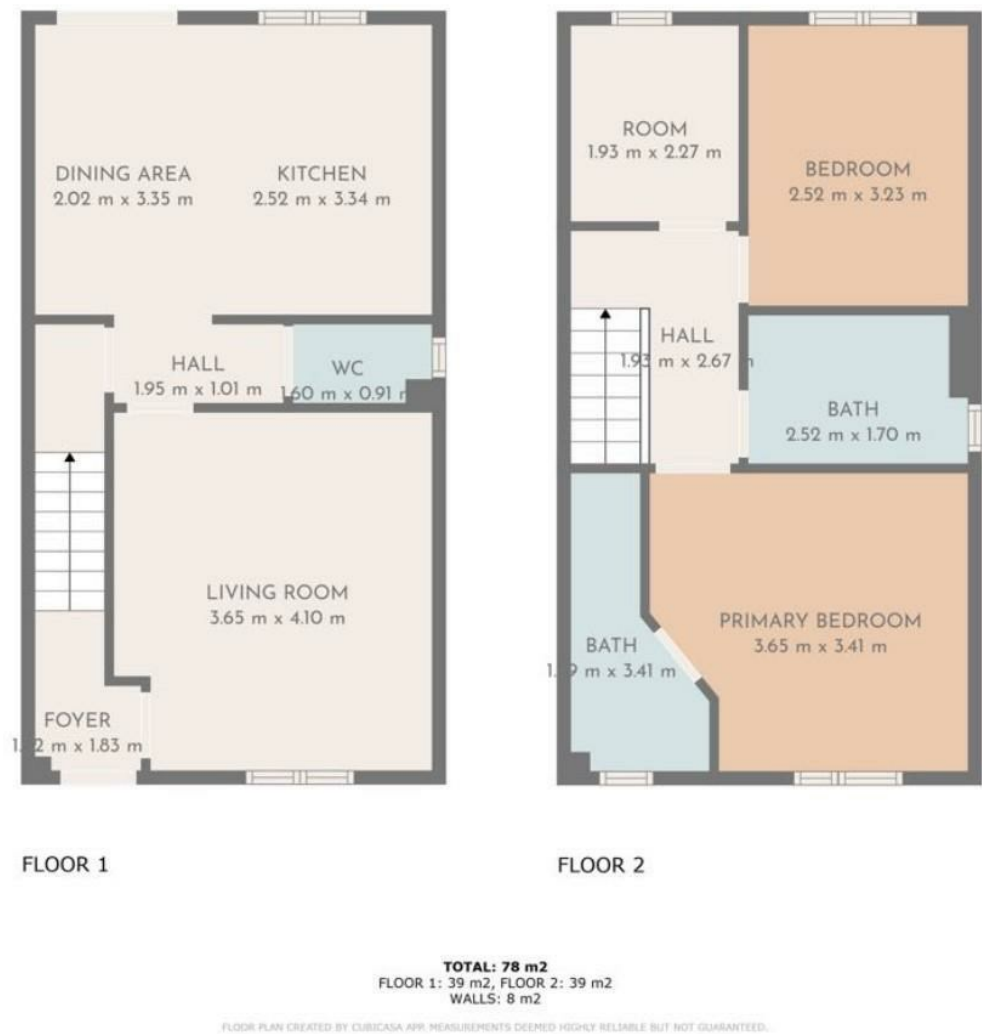 DINING AREA
2.02 m x 3.35 m
KITCHEN
2.52 m x 3.34 m
HALL
1.95 m x 1.01 m
WC
1.60 m x 0.91
LIVING ROOM
3.65 m x 4.10 m
FOYER
m x 1.83 m
FLOOR 1
ROOM
1.93 m x 2.27 m
BEDROOM
2.52 m x 3.23 m
HALL
1.93 m x 2.67
BATH
2.52 m x 1.70 m
PRIMARY BEDROOM
3.65 m x 3.41 m
BATH
m x 3.41 m
FLOOR 2
TOTAL: 78 m2
FLOOR 1: 39 m2, FLOOR 2: 39 m2
WALLS: 8 m2
FLOOR PLAN CREATED BY CUBICASA APP. MEASUREMENTS DEEMED HIGHLY RELIABLE BUT NOT GUARANTEED.